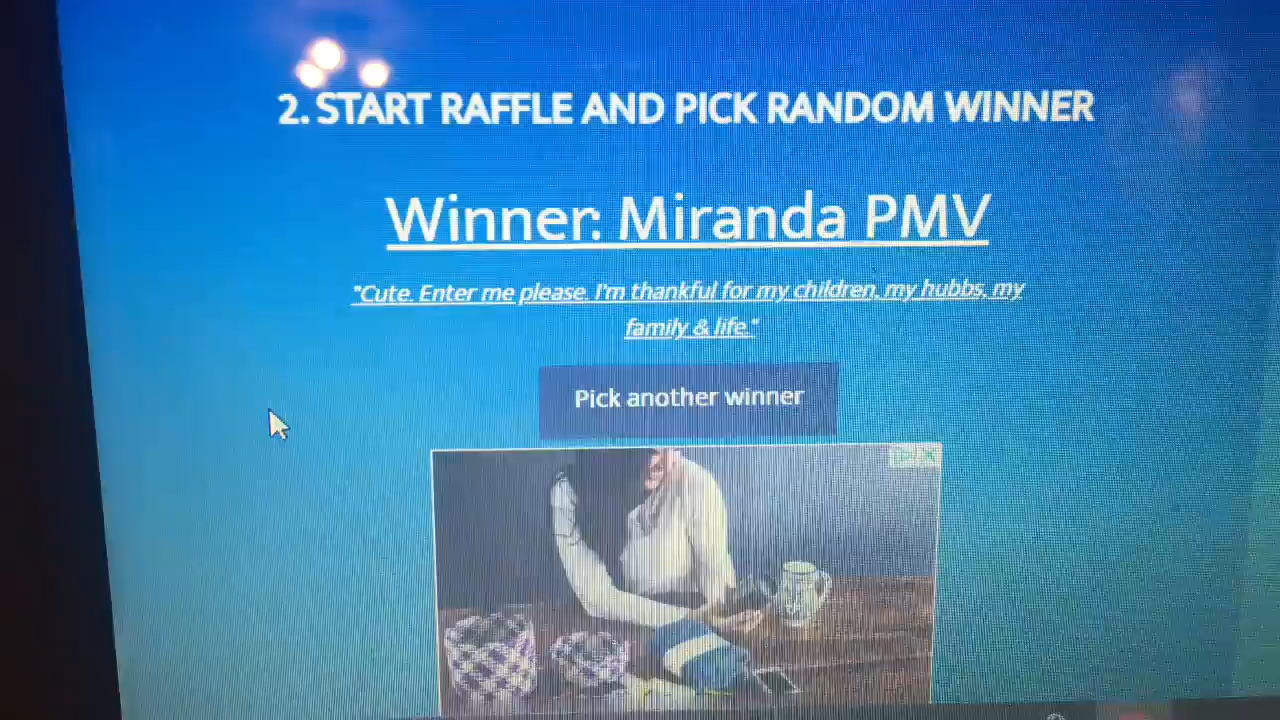 2. START RAFFLE AND PICK RANDOM WINNER
Winner: Miranda PMV
"Cute. Enter me please. I'm thankful for my children, my hubbs, my
family & life."
Pick another winner